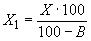 X₁ = X·100 / 100 − B